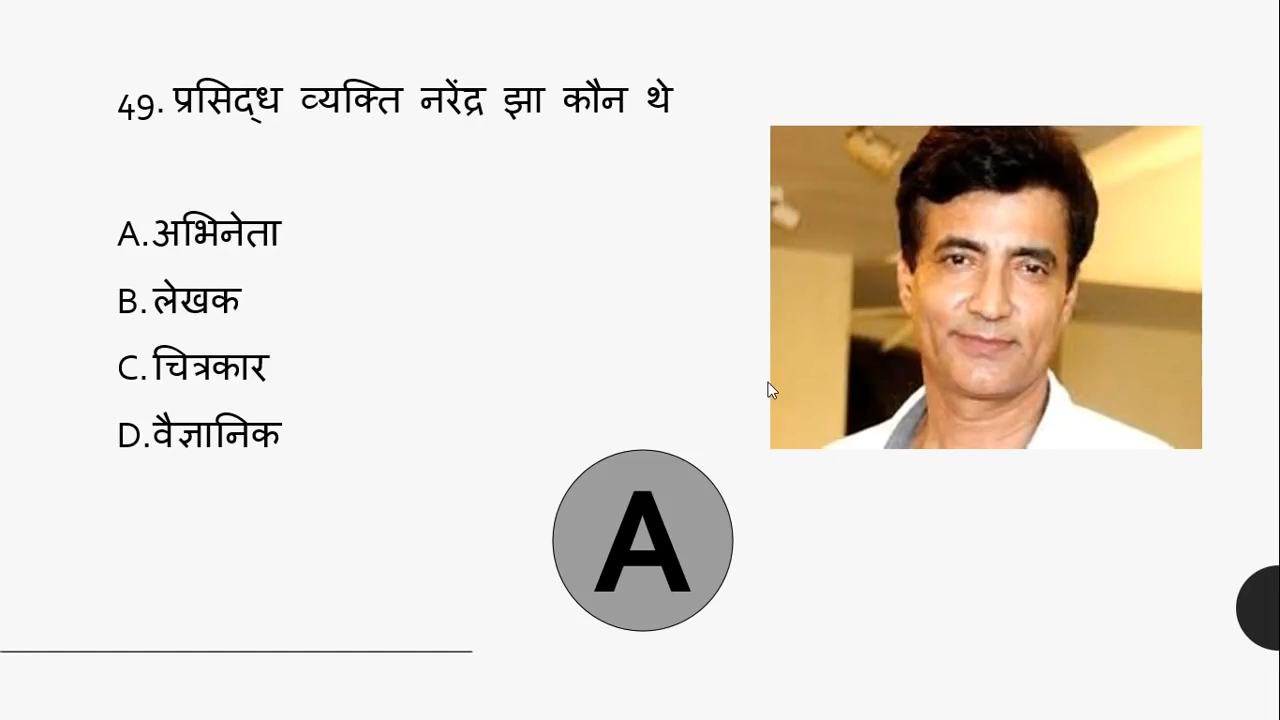 49. प्रसिद्ध व्यक्ति नरेंद्र झा कौन थे
A.अभिनेता
B.लेखक
C.चित्रकार
D.वैज्ञानिक
A